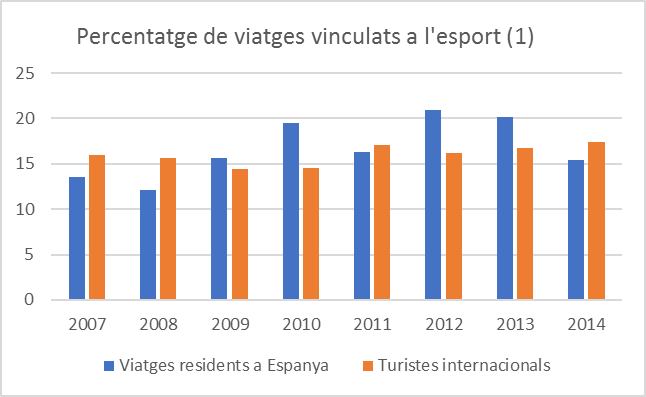 Percentatge de viatges vinculats a l'esport (1)
25
20
15
10
5
0
2007 2008 2009 2010 2011 2012 2013 2014
Viatges residents a Espanya Turistes internacionals